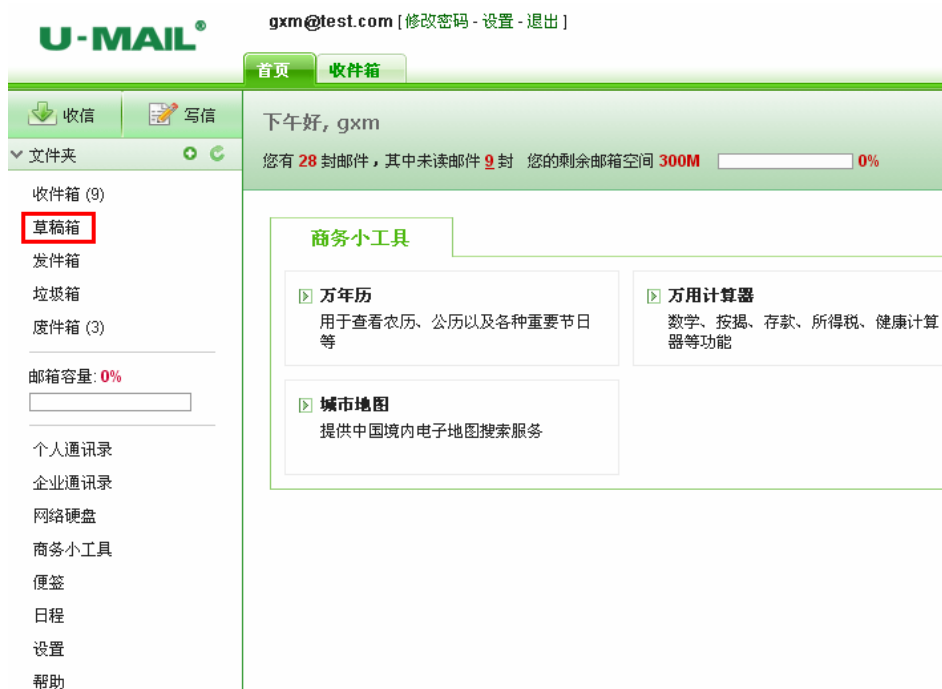 U-MAIL®
gxm@test.com [修改密码 - 设置 - 退出]
首页 收件箱
收信 写信
文件夹
收件箱 (9)
草稿箱
发件箱
垃圾箱
废件箱 (3)
邮箱容量: 0%
个人通讯录
企业通讯录
网络硬盘
商务小工具
便签
日程
设置
帮助
下午好, gxm
您有 28 封邮件，其中未读邮件 9 封 您的剩余邮箱空间 300M 0%
商务小工具
万年历
用于查看农历、公历以及各种重要节日
等
万用计算器
数学、按揭、存款、所得税、健康计算
器等功能
城市地图
提供中国境内电子地图搜索服务